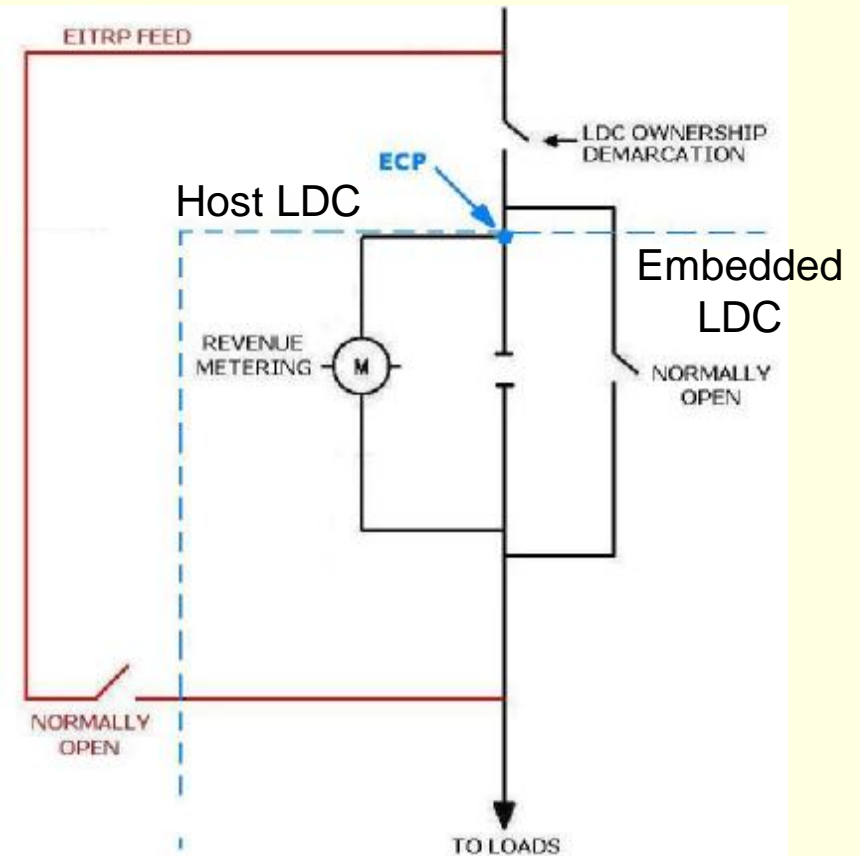 EITRP FEED
LDC OWNERSHIP
DEMARCATION
ECP
Host LDC
Embedded
LDC
REVENUE
METERING
M
NORMALLY
OPEN
NORMALLY
OPEN
TO LOADS